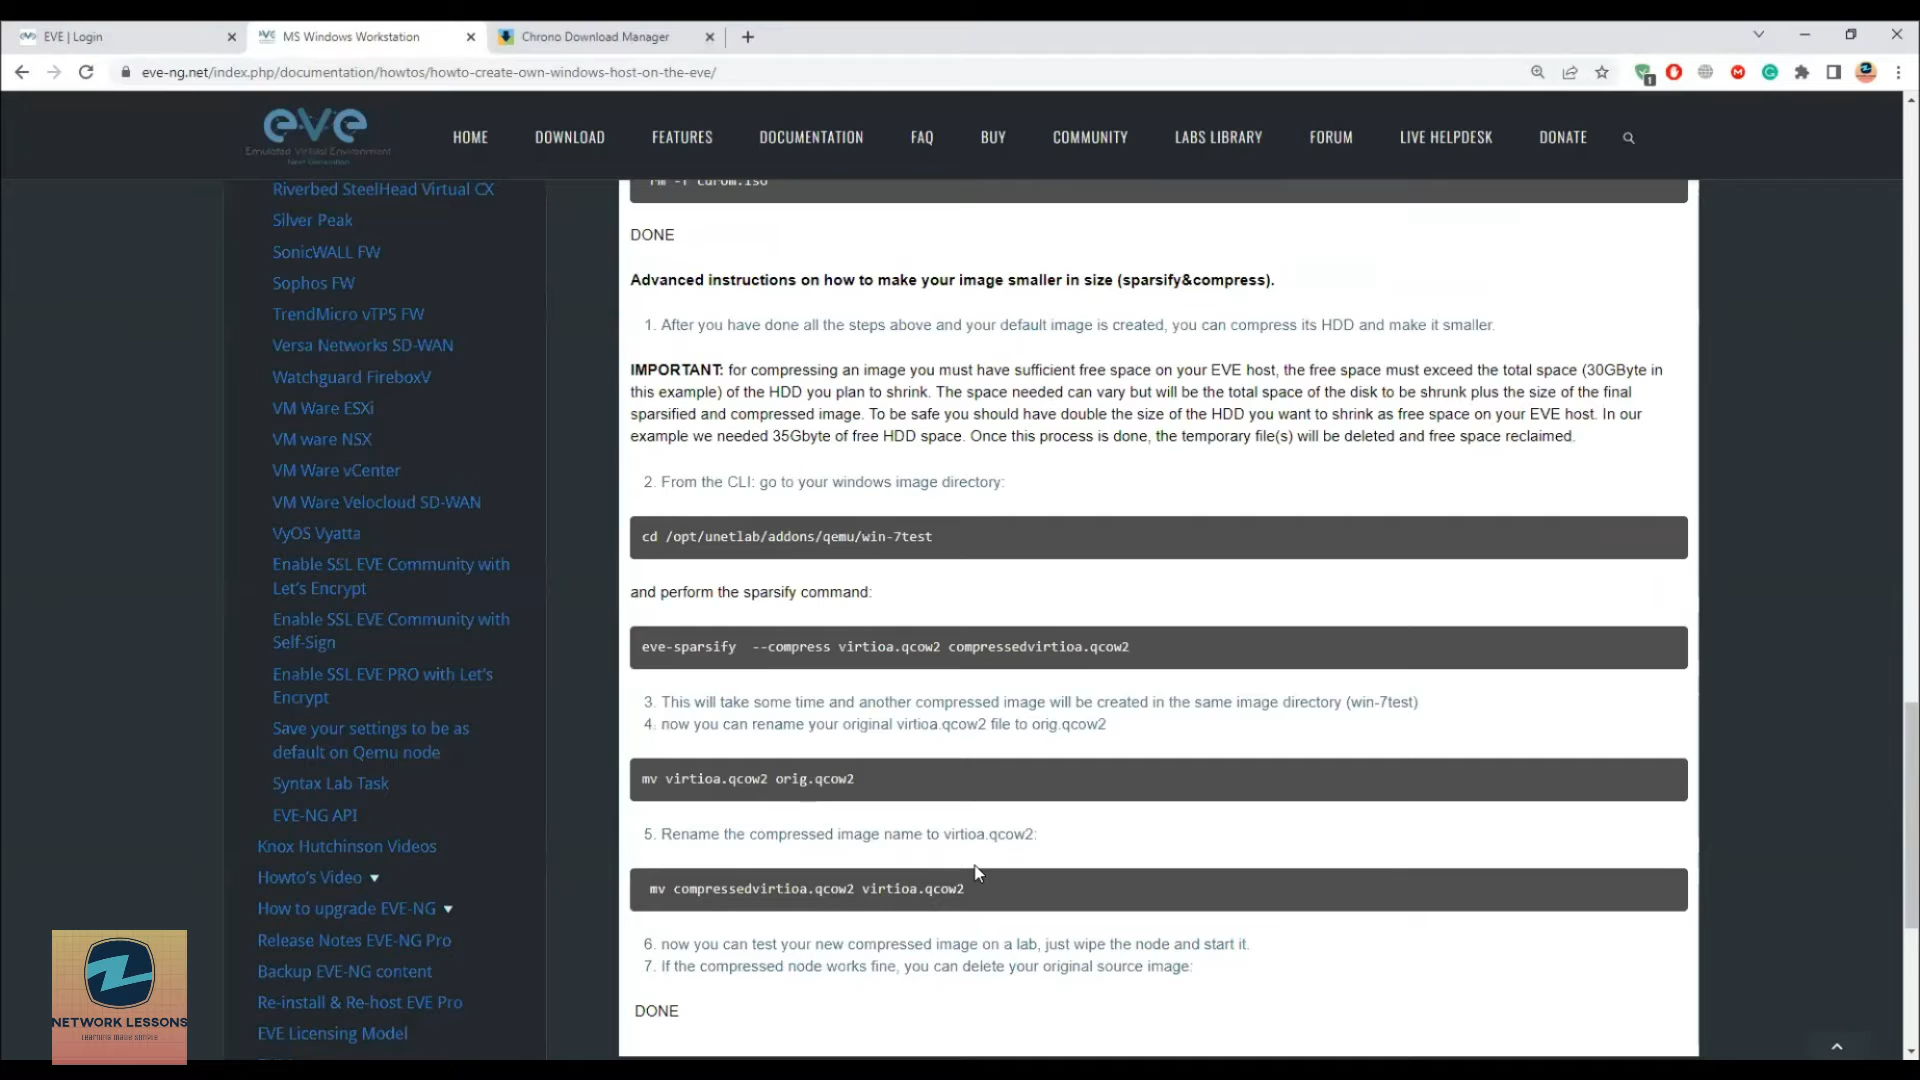 EVE | Login
MS Windows Workstation
Chrono Download Manager
eve-ng.net/index.php/documentation/howtos/howto-create-own-windows-host-on-the-eve/
eve
Emulated Virtual Environment
Next Generation
HOME
DOWNLOAD
FEATURES
DOCUMENTATION
FAQ
BUY
COMMUNITY
LABS LIBRARY
FORUM
LIVE HELPDESK
DONATE
Riverbed SteelHead Virtual CX
Silver Peak
SonicWALL FW
Sophos FW
TrendMicro vTPS FW
Versa Networks SD-WAN
Watchguard FireboxV
VM Ware ESXi
VM ware NSX
VM Ware vCenter
VM Ware Velocloud SD-WAN
VyOS Vyatta
Enable SSL EVE Community with
Let's Encrypt
Enable SSL EVE Community with
Self-Sign
Enable SSL EVE PRO with Let's
Encrypt
Save your settings to be as
default on Qemu node
Syntax Lab Task
EVE-NG API
Knox Hutchinson Videos
Howto's Video
How to upgrade EVE-NG
Release Notes EVE-NG Pro
Backup EVE-NG content
Re-install & Re-host EVE Pro
EVE Licensing Model
rm -f cdrom.iso
DONE
Advanced instructions on how to make your image smaller in size (sparsify&compress).
1. After you have done all the steps above and your default image is created, you can compress its HDD and make it smaller.
IMPORTANT: for compressing an image you must have sufficient free space on your EVE host, the free space must exceed the total space (30GByte in
this example) of the HDD you plan to shrink. The space needed can vary but will be the total space of the disk to be shrunk plus the size of the final
sparsified and compressed image. To be safe you should have double the size of the HDD you want to shrink as free space on your EVE host. In our
example we needed 35Gbyte of free HDD space. Once this process is done, the temporary file(s) will be deleted and free space reclaimed.
2. From the CLI: go to your windows image directory:
cd /opt/unetlab/addons/qemu/win-7test
and perform the sparsify command:
eve-sparsify  --compress virtioa.qcow2 compressedvirtioa.qcow2
3. This will take some time and another compressed image will be created in the same image directory (win-7test)
4. now you can rename your original virtioa.qcow2 file to orig.qcow2
mv virtioa.qcow2 orig.qcow2
5. Rename the compressed image name to virtioa.qcow2:
mv compressedvirtioa.qcow2 virtioa.qcow2
6. now you can test your new compressed image on a lab, just wipe the node and start it.
7. If the compressed node works fine, you can delete your original source image:
DONE
NETWORK LESSONS
Learning made simple